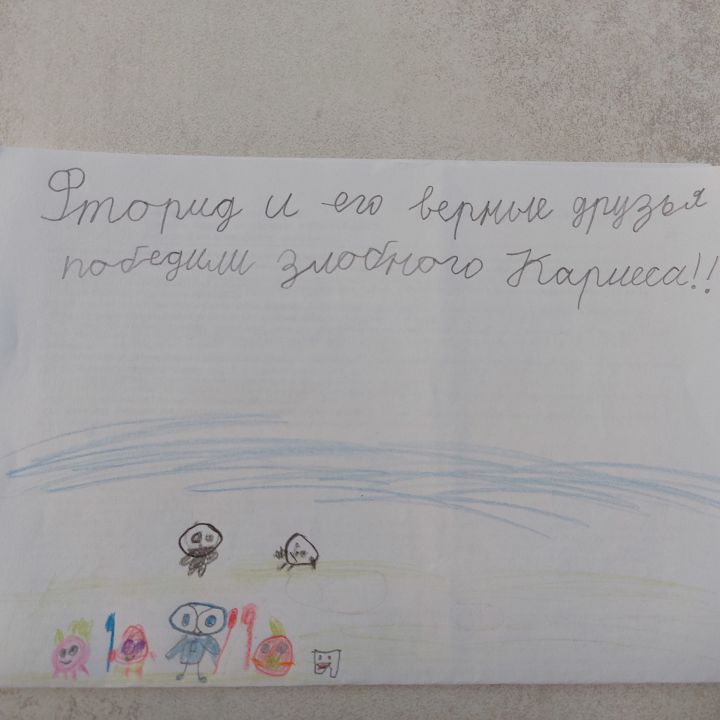 Фторид и его верные друзья
победили злобного Кариеса!!